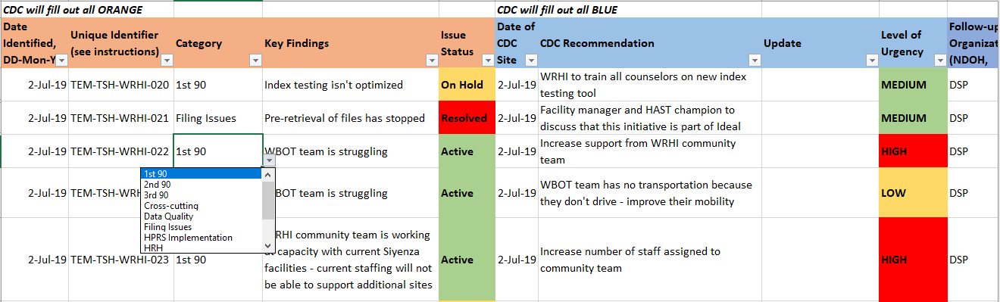 CDC will fill out all ORANGE
CDC will fill out all BLUE
Date
Identified,
DD-Mon-Y
Unique Identifier
(see instructions)
Category
Key Findings
Issue
Status
Date of
CDC
Site
CDC Recommendation
Update
Level of
Urgency
Follow-up
Organizat
(NDOH,
2-Jul-19
TEM-TSH-WRHI-020
1st 90
Index testing isn't optimized
On Hold
2-Jul-19
WRHI to train all counselors on new index
testing tool
MEDIUM
DSP
2-Jul-19
TEM-TSH-WRHI-021
Filing Issues
Pre-retrieval of files has stopped
Resolved
2-Jul-19
Facility manager and HAST champion to
discuss that this initiative is part of Ideal
MEDIUM
DSP
2-Jul-19
TEM-TSH-WRHI-022
1st 90
WBOT team is struggling
Active
2-Jul-19
Increase support from WRHI community
team
HIGH
DSP
1st 90
2nd 90
3rd 90
Cross-cutting
Data Quality
Filing Issues
HPRS Implementation
HRH
2-Jul-19
TEM-TSH-WRH
BOT team is struggling
Active
2-Jul-19
WBOT team has no transportation because
they don't drive - improve their mobility
LOW
DSP
2-Jul-19
TEM-TSH-WRHI-023
1st 90
RHI community team is working
at capacity with current Siyenza
facilities - current staffing will not
be able to support additional sites
Active
2-Jul-19
Increase number of staff assigned to
community team
HIGH
DSP